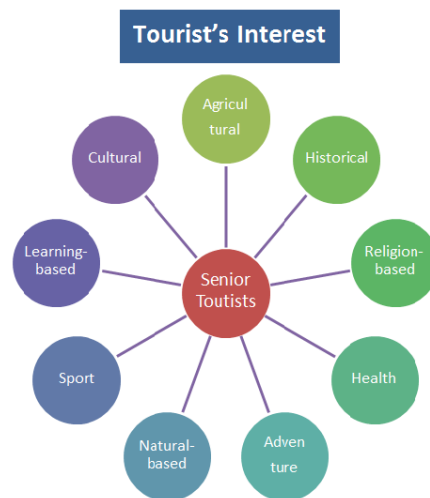 Tourist's Interest
Agricul
tural
Historical
Religion-
based
Health
Adven
ture
Natural-
based
Sport
Learning-
based
Cultural
Senior
Toutists